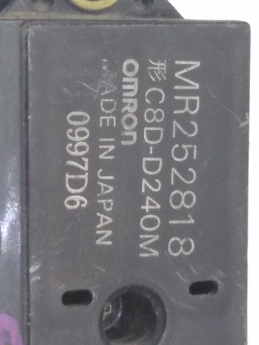 MR252818
形 C8D-D240M
OMRON
MADE IN JAPAN
0997D6